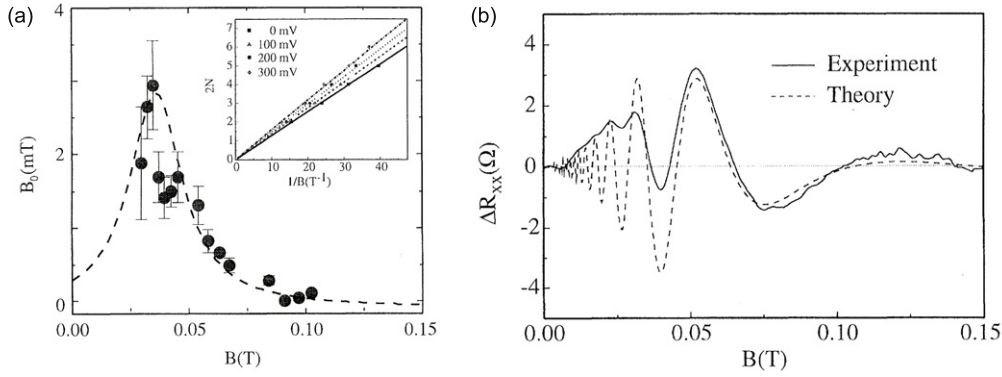 (a)
3
2
0
B₀(mT)
0.00
0.05
0.10
0.15
B(T)
7
6
5
4
3
2
1
0
2N
0
10
20
30
40
1/B(T⁻¹)
0 mV
100 mV
200 mV
300 mV
(b)
4
2
0
-2
-4
ΔRxx(Ω)
0.00
0.05
0.10
0.15
B(T)
Experiment
Theory